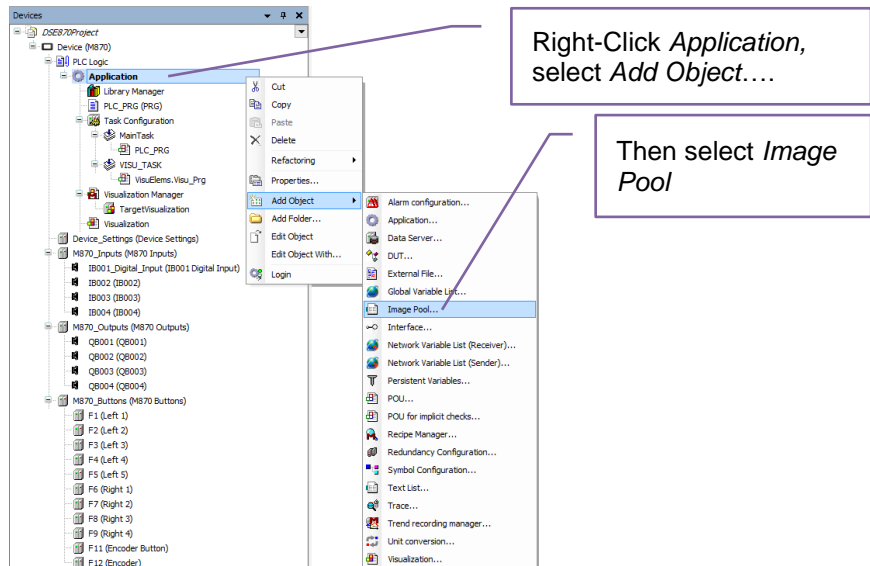 Devices
DSE870Project
Device (M870)
PLC Logic
Application
Library Manager
PLC_PRG (PRG)
Task Configuration
MainTask
PLC_PRG
VISU_TASK
VisuElems.Visu_Prg
Visualization Manager
TargetVisualization
Visualization
Device_Settings (Device Settings)
M870_Inputs (M870 Inputs)
IB001_Digital_Input (IB001 Digital Input)
IB002 (IB002)
IB003 (IB003)
IB004 (IB004)
M870_Outputs (M870 Outputs)
QB001 (QB001)
QB002 (QB002)
QB003 (QB003)
QB004 (QB004)
M870_Buttons (M870 Buttons)
F1 (Left 1)
F2 (Left 2)
F3 (Left 3)
F4 (Left 4)
F5 (Left 5)
F6 (Right 1)
F7 (Right 2)
F8 (Right 3)
F9 (Right 4)
F11 (Encoder Button)
F12 (Encoder)
Cut
Copy
Paste
Delete
Refactoring
Properties...
Add Object
Add Folder...
Edit Object
Edit Object With...
Login
Alarm configuration...
Application...
Data Server...
DUT...
External File...
Global Variable List...
Image Pool...
Interface...
Network Variable List (Receiver)...
Network Variable List (Sender)...
Persistent Variables...
POU...
POU for implicit checks...
Recipe Manager...
Redundancy Configuration...
Symbol Configuration...
Text List...
Trace...
Trend recording manager...
Unit conversion...
Visualization...
Right-Click Application,
select Add Object….
Then select Image
Pool